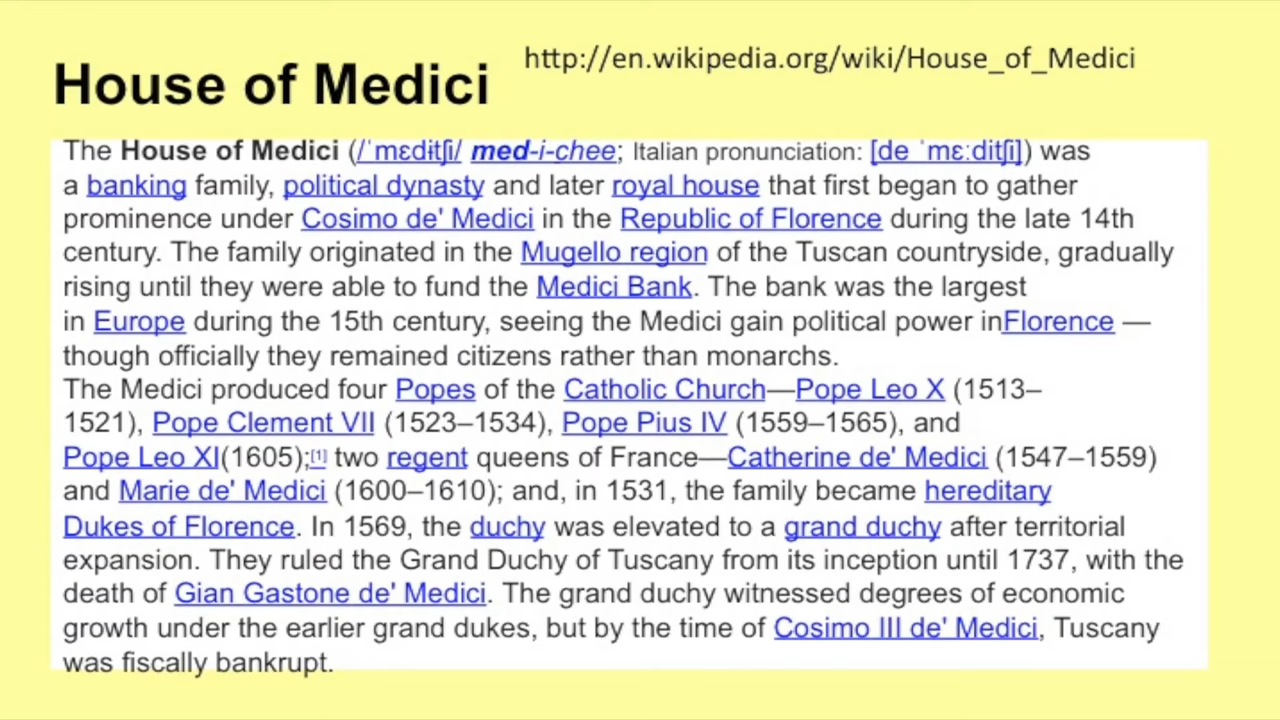 House of Medici
http://en.wikipedia.org/wiki/House_of_Medici
The House of Medici (/ˈmɛdɨtʃi/ med-i-chee; Italian pronunciation: [de ˈmɛːditʃi]) was
a banking family, political dynasty and later royal house that first began to gather
prominence under Cosimo de' Medici in the Republic of Florence during the late 14th
century. The family originated in the Mugello region of the Tuscan countryside, gradually
rising until they were able to fund the Medici Bank. The bank was the largest
in Europe during the 15th century, seeing the Medici gain political power inFlorence —
though officially they remained citizens rather than monarchs.
The Medici produced four Popes of the Catholic Church—Pope Leo X (1513–
1521), Pope Clement VII (1523–1534), Pope Pius IV (1559–1565), and
Pope Leo XI(1605);[1] two regent queens of France—Catherine de' Medici (1547–1559)
and Marie de' Medici (1600–1610); and, in 1531, the family became hereditary
Dukes of Florence. In 1569, the duchy was elevated to a grand duchy after territorial
expansion. They ruled the Grand Duchy of Tuscany from its inception until 1737, with the
death of Gian Gastone de' Medici. The grand duchy witnessed degrees of economic
growth under the earlier grand dukes, but by the time of Cosimo III de' Medici, Tuscany
was fiscally bankrupt.